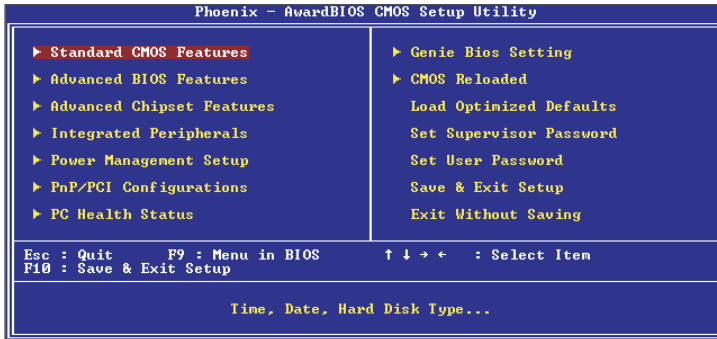 Phoenix - AwardBIOS CMOS Setup Utility
▶ Standard CMOS Features
▶ Advanced BIOS Features
▶ Advanced Chipset Features
▶ Integrated Peripherals
▶ Power Management Setup
▶ PnP/PCI Configurations
▶ PC Health Status
▶ Genie Bios Setting
▶ CMOS Reloaded
Load Optimized Defaults
Set Supervisor Password
Set User Password
Save & Exit Setup
Exit Without Saving
Esc : Quit F9 : Menu in BIOS ↑ ↓ → ← : Select Item
F10 : Save & Exit Setup
Time, Date, Hard Disk Type...